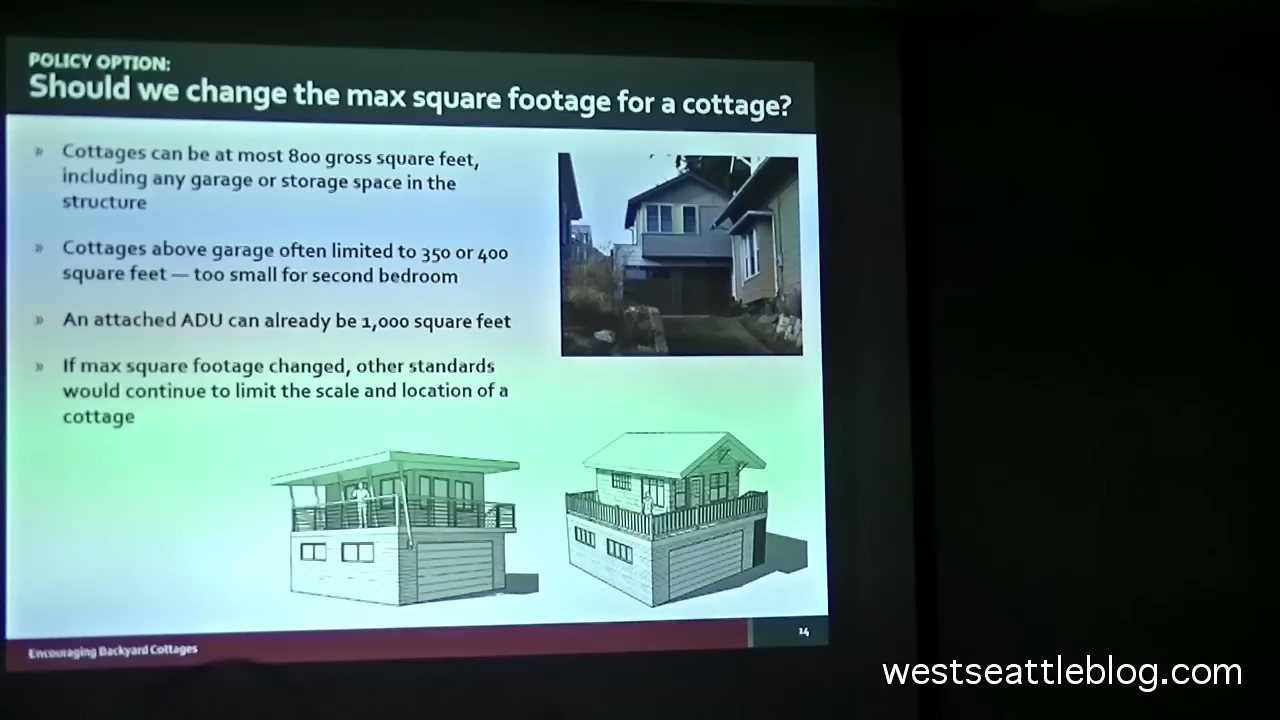 POLICY OPTION:
Should we change the max square footage for a cottage?
» Cottages can be at most 800 gross square feet,
including any garage or storage space in the
structure
» Cottages above garage often limited to 350 or 400
square feet — too small for second bedroom
» An attached ADU can already be 1,000 square feet
» If max square footage changed, other standards
would continue to limit the scale and location of a
cottage
Encouraging Backyard Cottages
14
westseattleblog.com